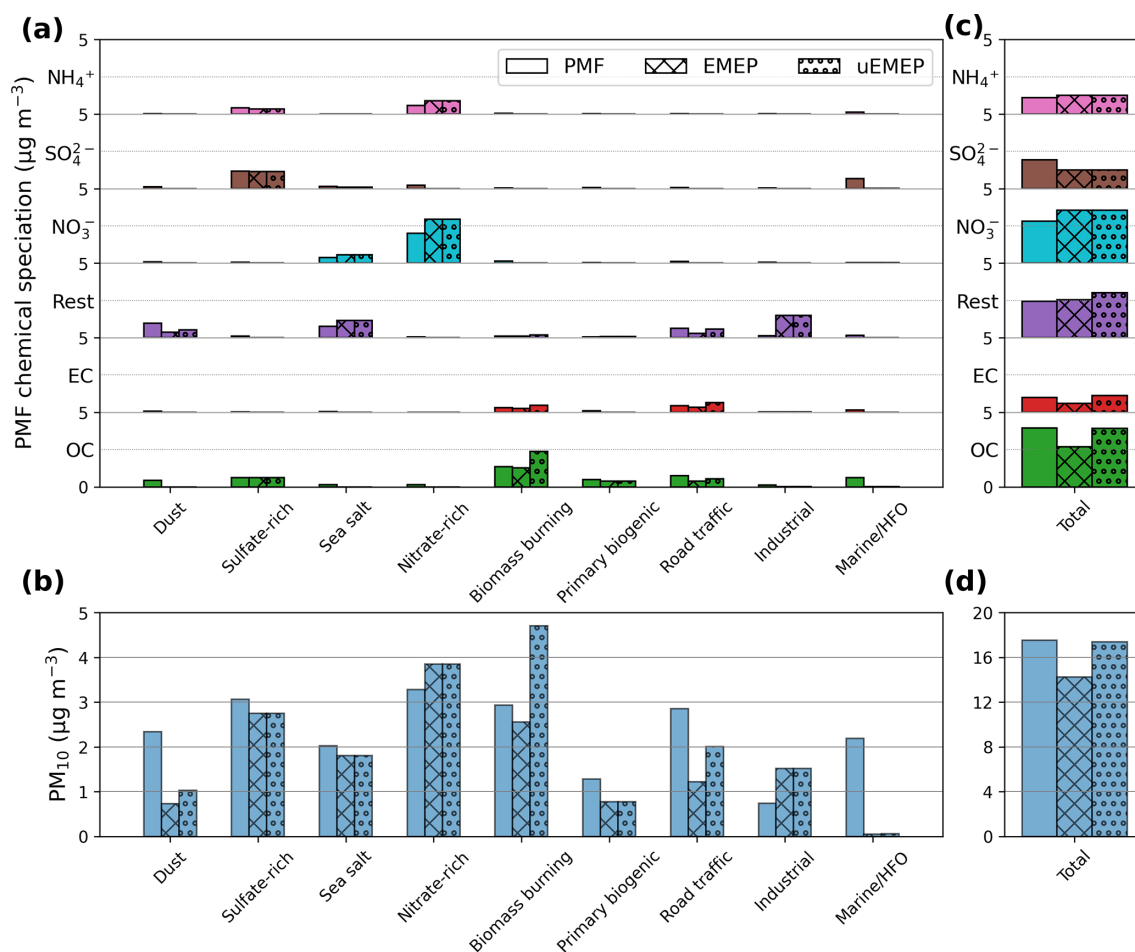 (a)
PMF chemical speciation (µg m⁻³)
5
NH₄⁺
5
SO₄²⁻
5
NO₃⁻
5
Rest
5
EC
5
OC
0
PMF EMEP uEMEP
Dust Sulfate-rich Sea salt Nitrate-rich Biomass burning Primary biogenic Road traffic Industrial Marine/HFO
(c)
5
NH₄⁺
5
SO₄²⁻
5
NO₃⁻
5
Rest
5
EC
5
OC
0
Total
(b)
PM₁₀ (µg m⁻³)
5
4
3
2
1
0
Dust Sulfate-rich Sea salt Nitrate-rich Biomass burning Primary biogenic Road traffic Industrial Marine/HFO
(d)
20
16
12
8
4
0
Total